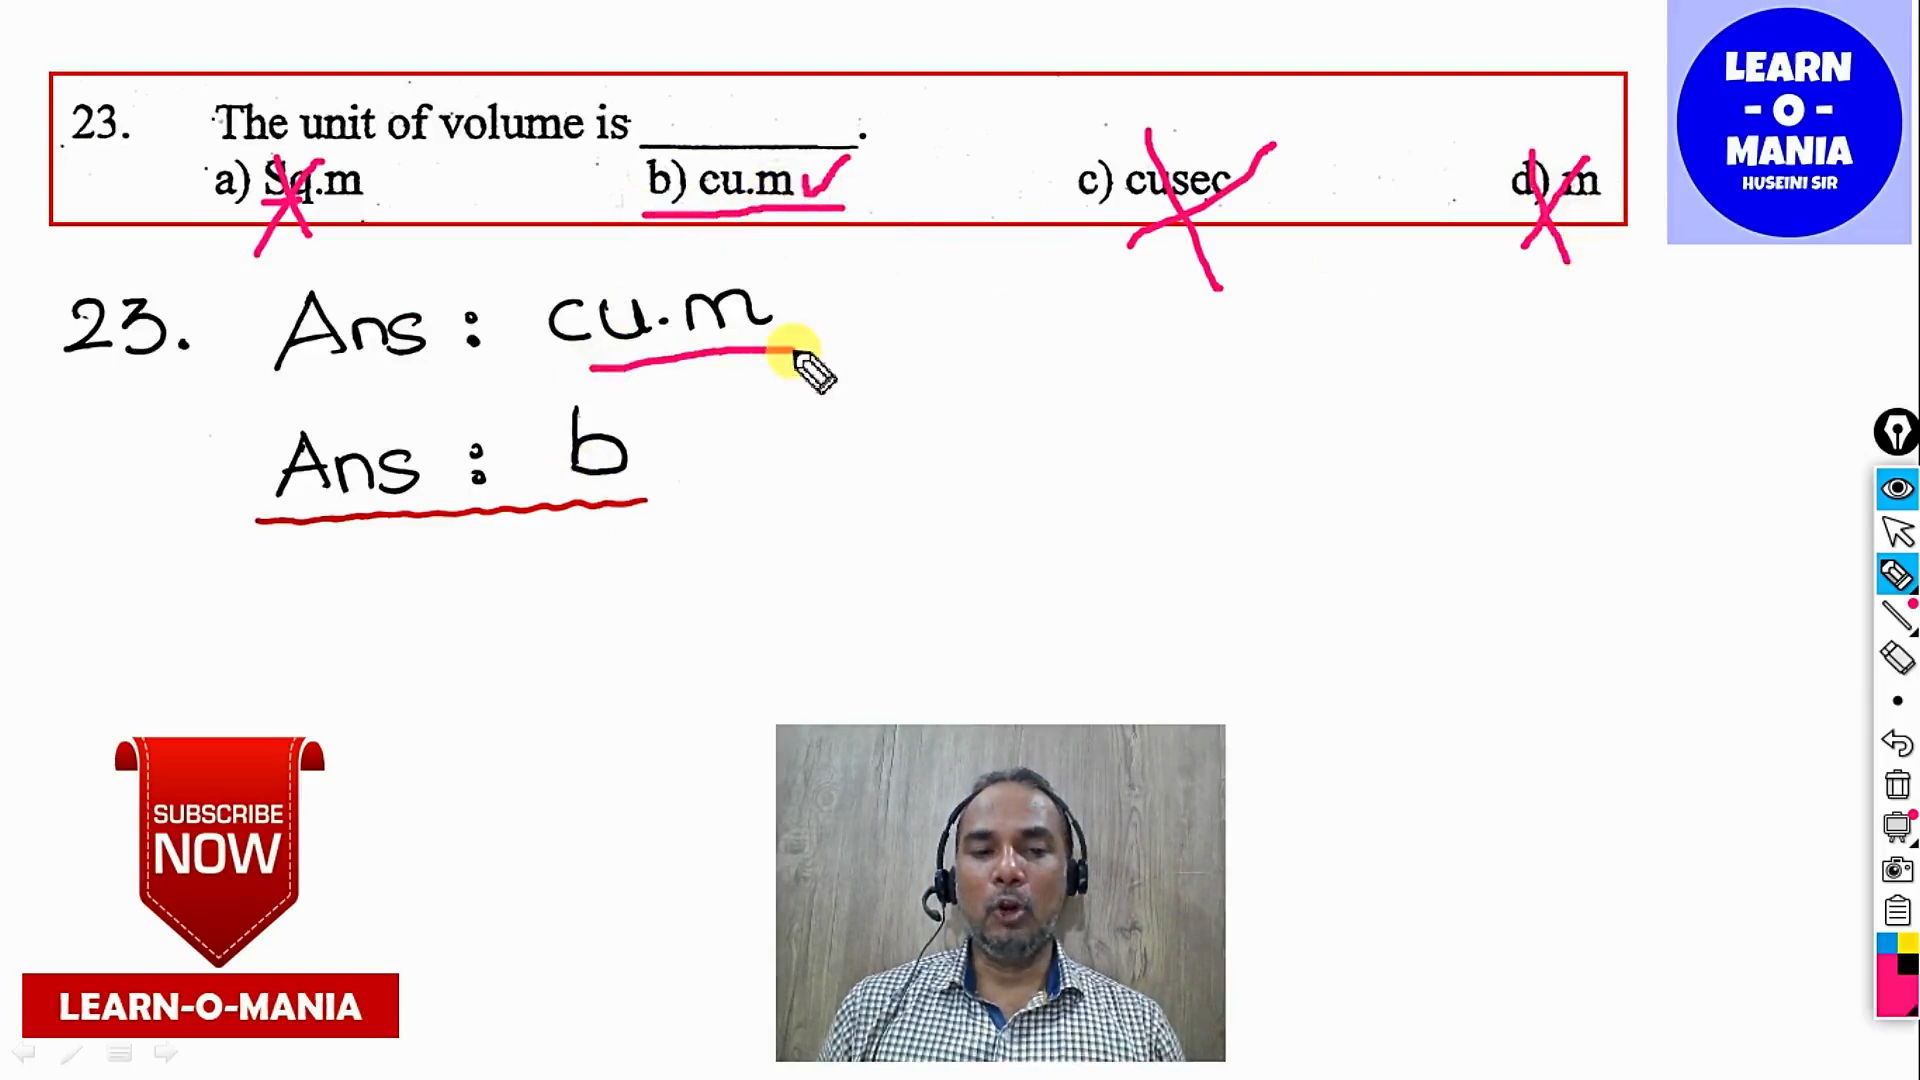 23. The unit of volume is ________.
a) Sq.m b) cu.m c) cusec d) m
LEARN
- O -
MANIA
HUSEINI SIR
23. Ans : cu.m
Ans : b
SUBSCRIBE
NOW
LEARN-O-MANIA